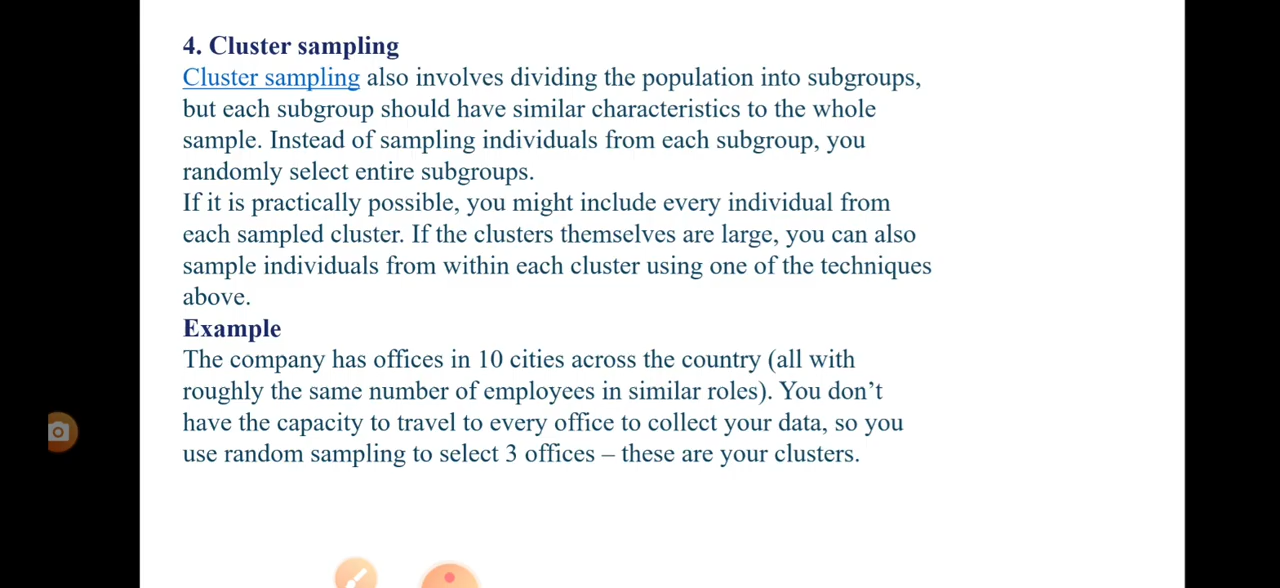 4. Cluster sampling
Cluster sampling also involves dividing the population into subgroups,
but each subgroup should have similar characteristics to the whole
sample. Instead of sampling individuals from each subgroup, you
randomly select entire subgroups.
If it is practically possible, you might include every individual from
each sampled cluster. If the clusters themselves are large, you can also
sample individuals from within each cluster using one of the techniques
above.
Example
The company has offices in 10 cities across the country (all with
roughly the same number of employees in similar roles). You don’t
have the capacity to travel to every office to collect your data, so you
use random sampling to select 3 offices – these are your clusters.